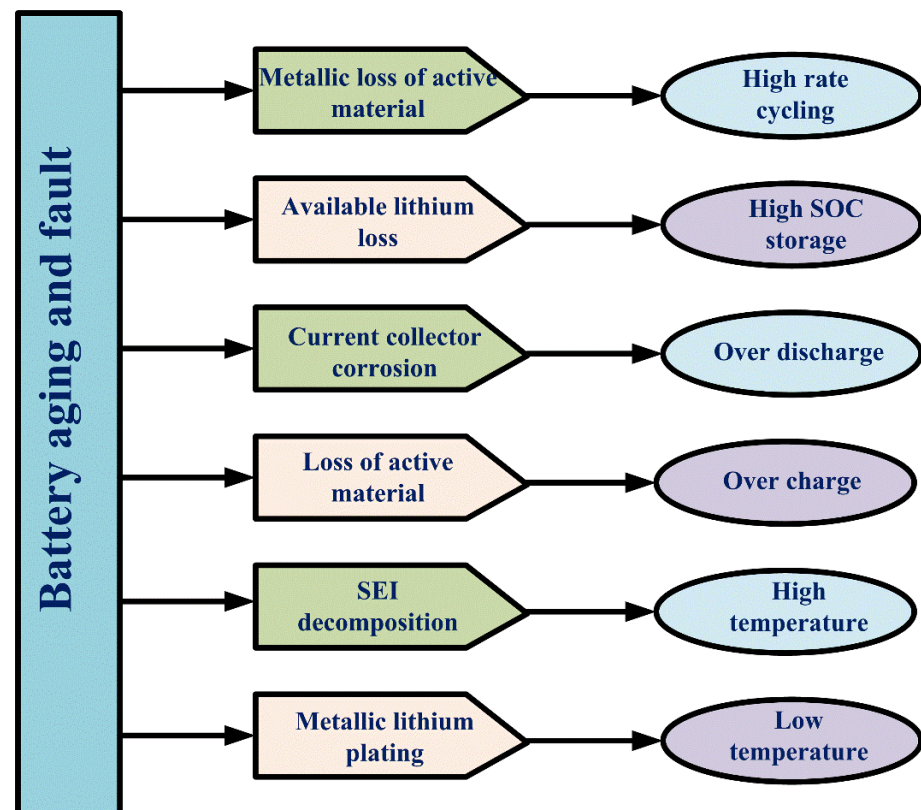 Battery aging and fault
Metallic loss of active
material
High rate
cycling
Available lithium
loss
High SOC
storage
Current collector
corrosion
Over discharge
Loss of active
material
Over charge
SEI
decomposition
High
temperature
Metallic lithium
plating
Low
temperature